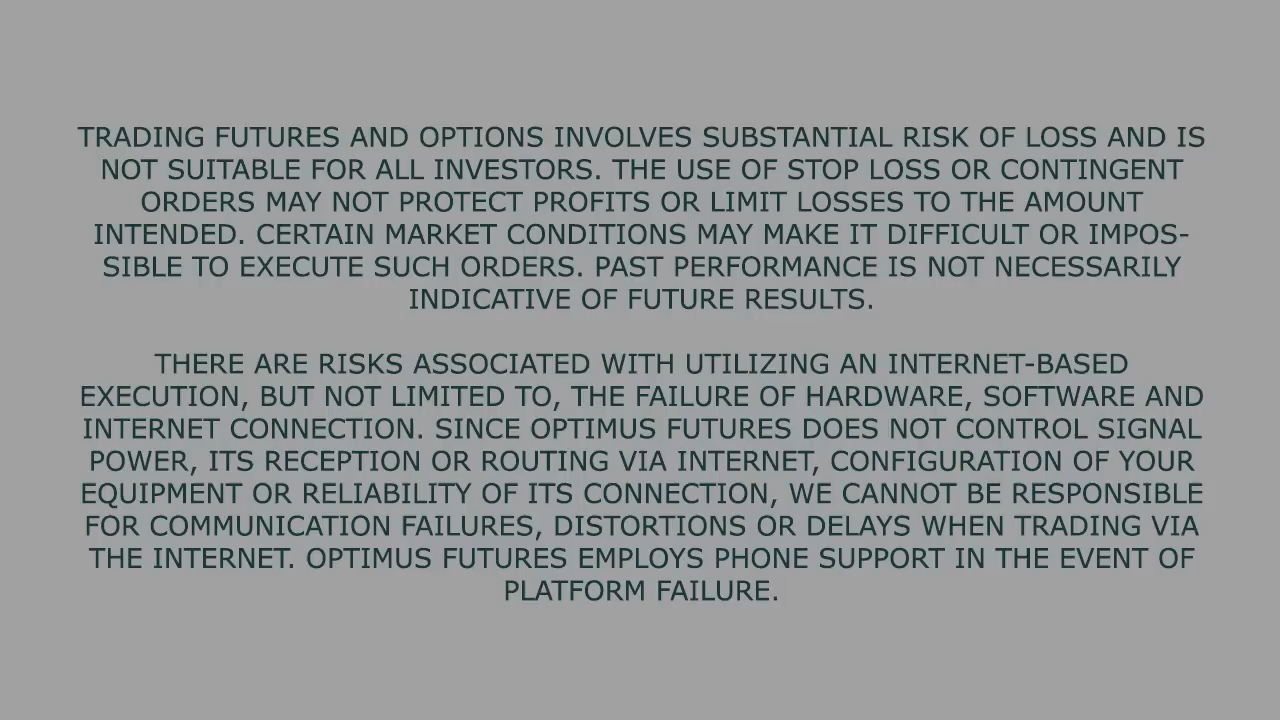 TRADING FUTURES AND OPTIONS INVOLVES SUBSTANTIAL RISK OF LOSS AND IS
NOT SUITABLE FOR ALL INVESTORS. THE USE OF STOP LOSS OR CONTINGENT
ORDERS MAY NOT PROTECT PROFITS OR LIMIT LOSSES TO THE AMOUNT
INTENDED. CERTAIN MARKET CONDITIONS MAY MAKE IT DIFFICULT OR IMPOS-
SIBLE TO EXECUTE SUCH ORDERS. PAST PERFORMANCE IS NOT NECESSARILY
INDICATIVE OF FUTURE RESULTS.
THERE ARE RISKS ASSOCIATED WITH UTILIZING AN INTERNET-BASED
EXECUTION, BUT NOT LIMITED TO, THE FAILURE OF HARDWARE, SOFTWARE AND
INTERNET CONNECTION. SINCE OPTIMUS FUTURES DOES NOT CONTROL SIGNAL
POWER, ITS RECEPTION OR ROUTING VIA INTERNET, CONFIGURATION OF YOUR
EQUIPMENT OR RELIABILITY OF ITS CONNECTION, WE CANNOT BE RESPONSIBLE
FOR COMMUNICATION FAILURES, DISTORTIONS OR DELAYS WHEN TRADING VIA
THE INTERNET. OPTIMUS FUTURES EMPLOYS PHONE SUPPORT IN THE EVENT OF
PLATFORM FAILURE.